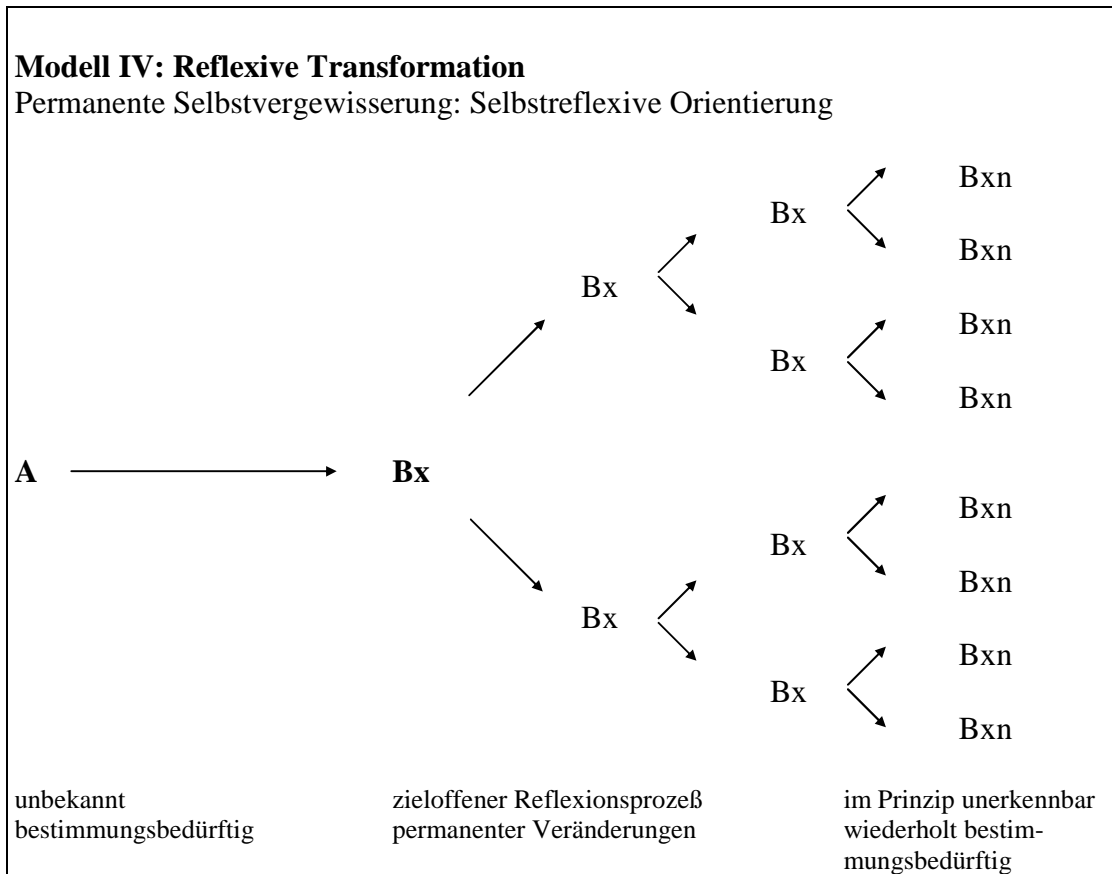 Modell IV: Reflexive Transformation
Permanente Selbstvergewisserung: Selbstreflexive Orientierung
Bxn
Bx
Bxn
Bx
Bxn
Bx
Bxn
A
Bx
Bxn
Bx
Bxn
Bx
Bxn
Bx
Bxn
unbekannt
bestimmungsbedürftig
zieloffener Reflexionsprozeß
permanenter Veränderungen
im Prinzip unerkennbar
wiederholt bestim-
mungsbedürftig